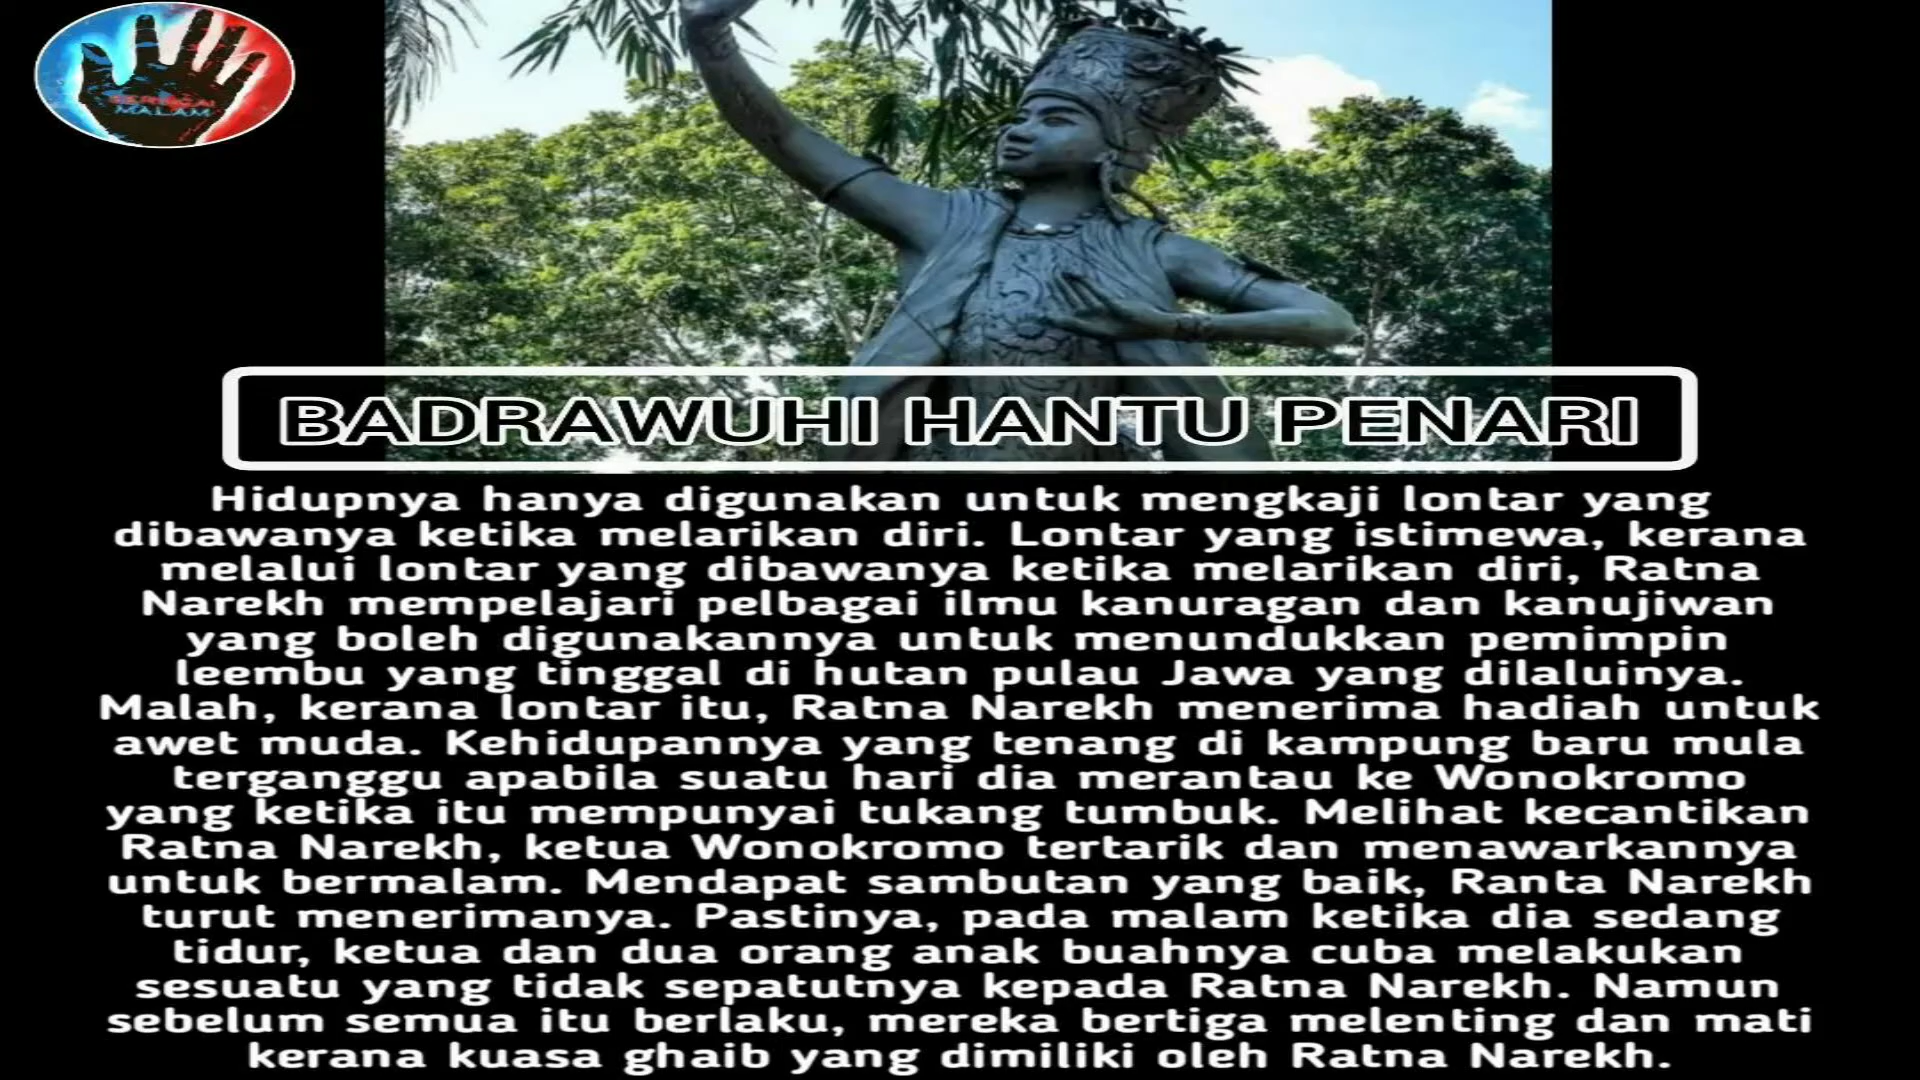 SERINGAI
MALAM
BADRAWUHI HANTU PENARI
Hidupnya hanya digunakan untuk mengkaji lontar yang
dibawanya ketika melarikan diri. Lontar yang istimewa, kerana
melalui lontar yang dibawanya ketika melarikan diri, Ratna
Narekh mempelajari pelbagai ilmu kanuragan dan kanujiwan
yang boleh digunakannya untuk menundukkan pemimpin
leembu yang tinggal di hutan pulau Jawa yang dilaluinya.
Malah, kerana lontar itu, Ratna Narekh menerima hadiah untuk
awet muda. Kehidupannya yang tenang di kampung baru mula
terganggu apabila suatu hari dia merantau ke Wonokromo
yang ketika itu mempunyai tukang tumbuk. Melihat kecantikan
Ratna Narekh, ketua Wonokromo tertarik dan menawarkannya
untuk bermalam. Mendapat sambutan yang baik, Ranta Narekh
turut menerimanya. Pastinya, pada malam ketika dia sedang
tidur, ketua dan dua orang anak buahnya cuba melakukan
sesuatu yang tidak sepatutnya kepada Ratna Narekh. Namun
sebelum semua itu berlaku, mereka bertiga melenting dan mati
kerana kuasa ghaib yang dimiliki oleh Ratna Narekh.